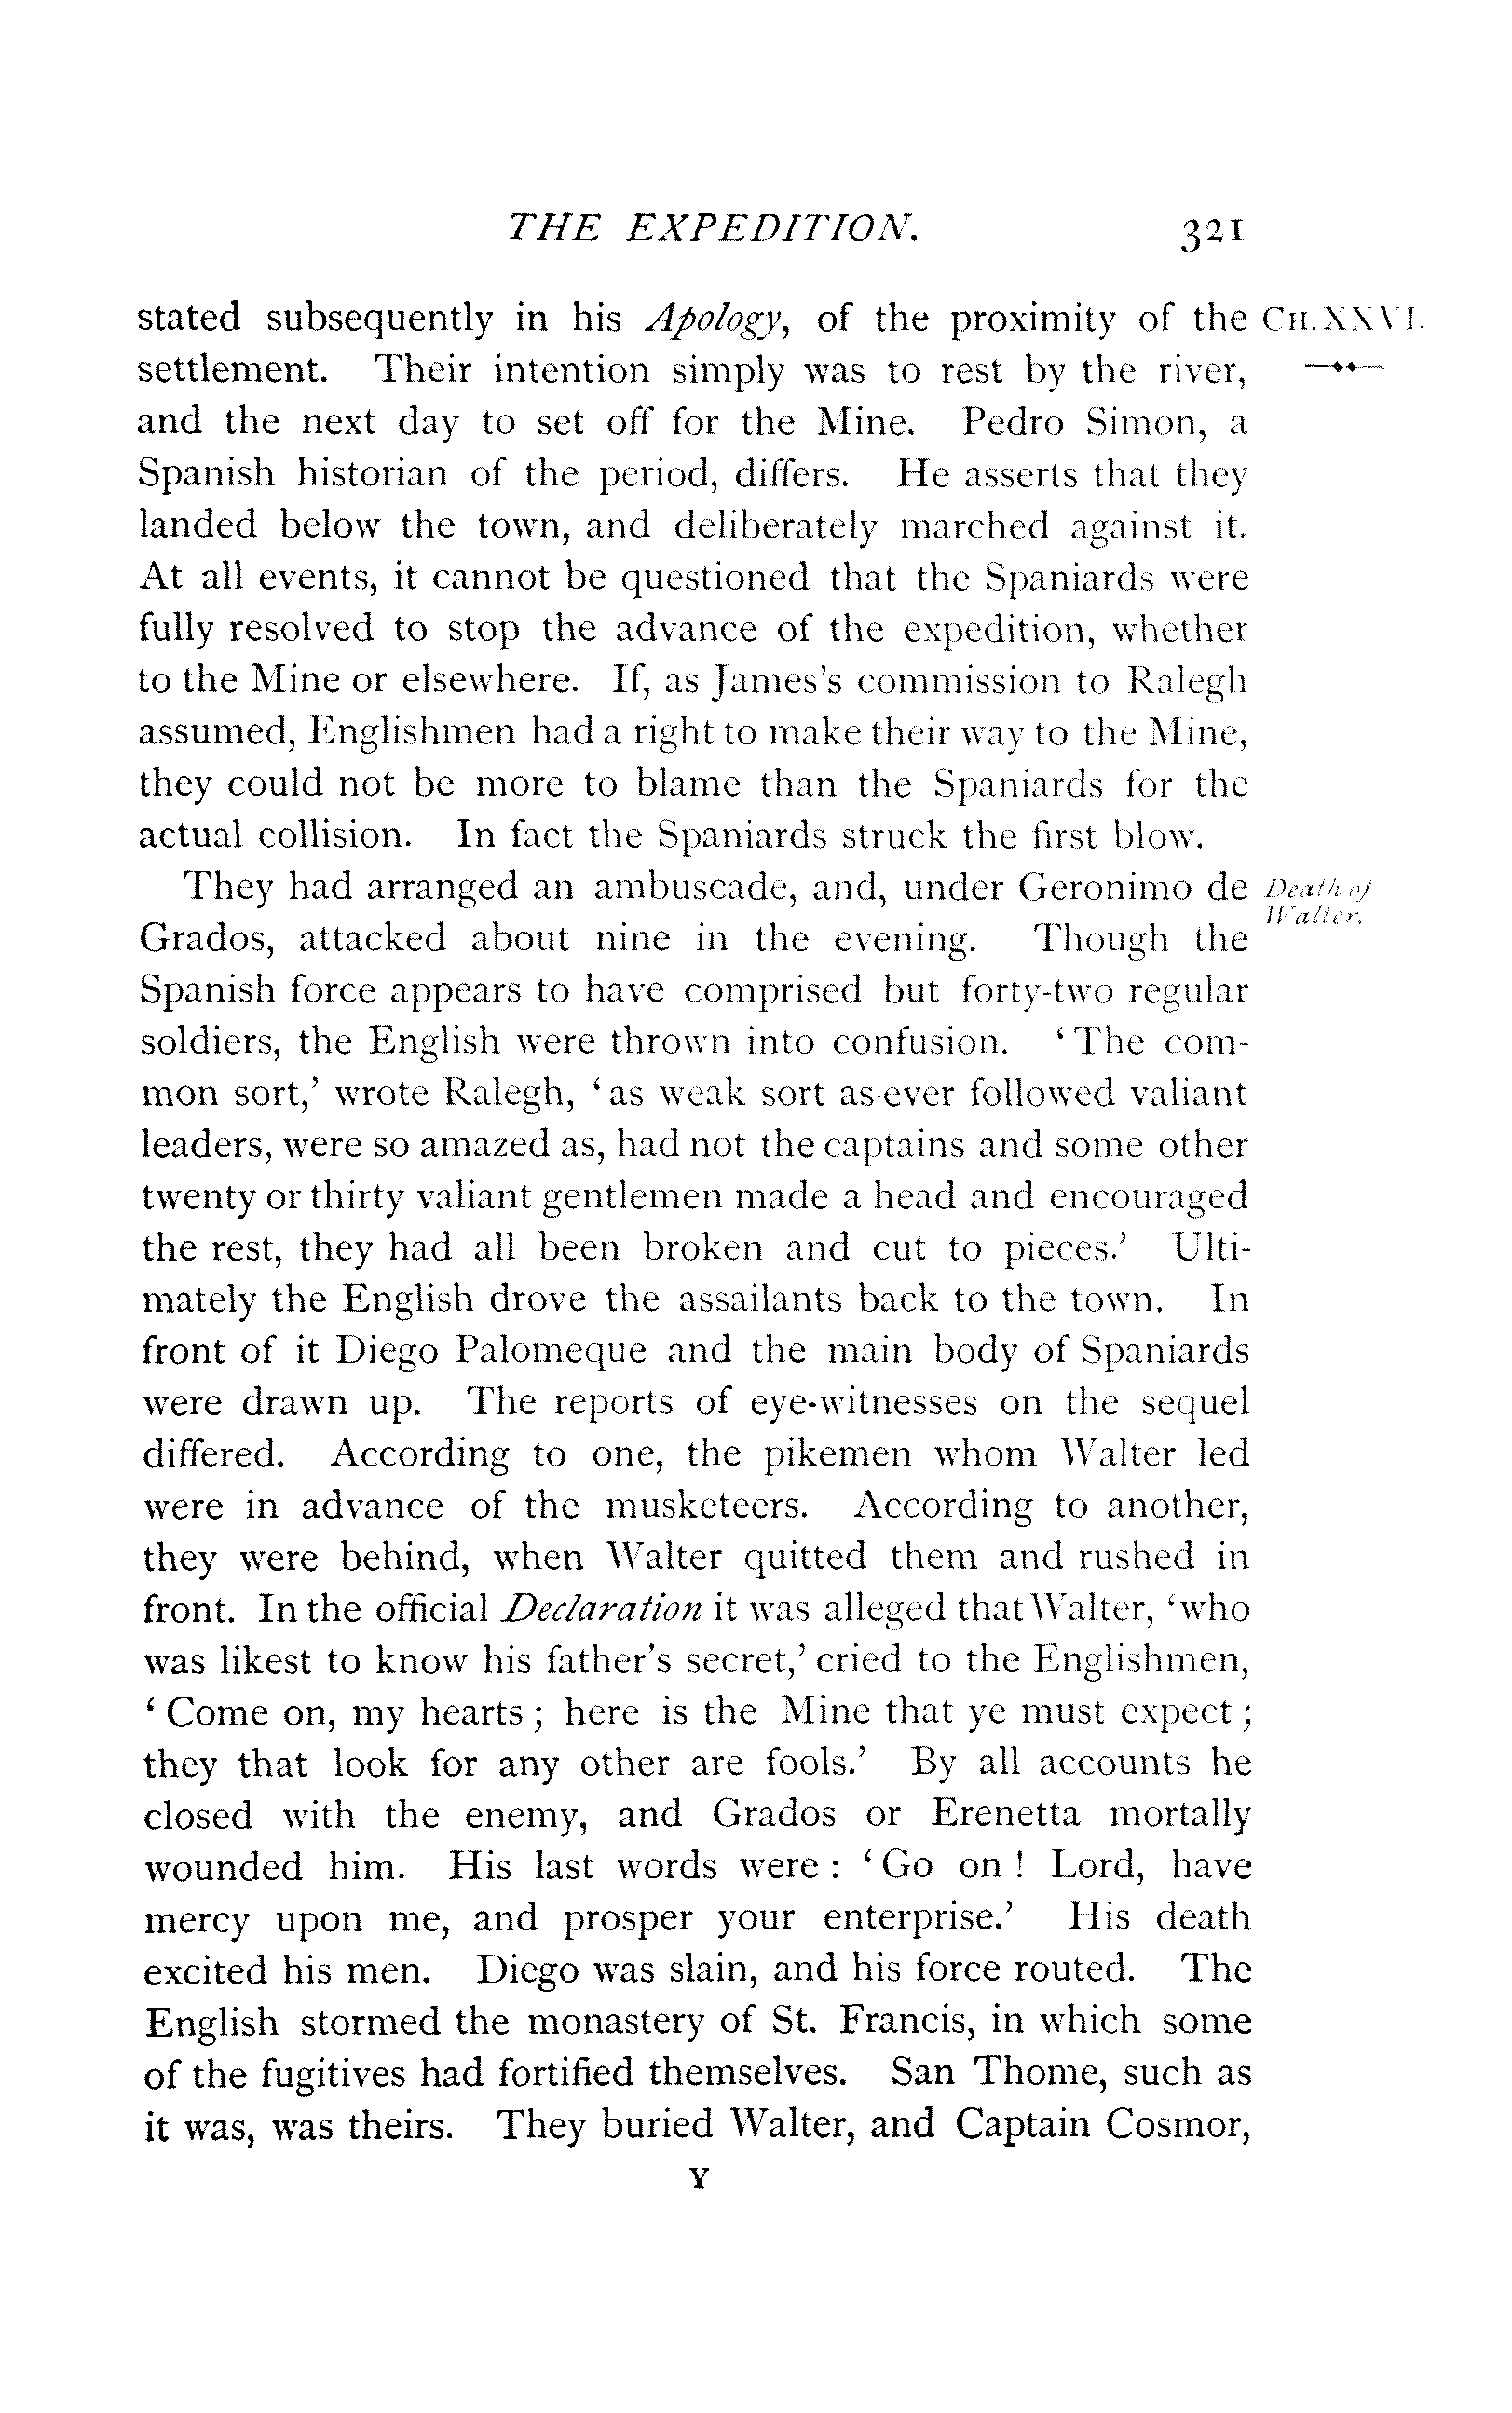 THE EXPEDITION. 321
stated subsequently in his Apology, of the proximity of the CH. XXVI.
settlement. Their intention simply was to rest by the river,
and the next day to set off for the Mine. Pedro Simon, a
Spanish historian of the period, differs. He asserts that they
landed below the town, and deliberately marched against it.
At all events, it cannot be questioned that the Spaniards were
fully resolved to stop the advance of the expedition, whether
to the Mine or elsewhere. If, as James's commission to Ralegh
assumed, Englishmen had a right to make their way to the Mine,
they could not be more to blame than the Spaniards for the
actual collision. In fact the Spaniards struck the first blow.
They had arranged an ambuscade, and, under Geronimo de
Death of
Walter.
Grados, attacked about nine in the evening. Though the
Spanish force appears to have comprised but forty-two regular
soldiers, the English were thrown into confusion. ‘The com-
mon sort,’ wrote Ralegh, ‘as weak sort as ever followed valiant
leaders, were so amazed as, had not the captains and some other
twenty or thirty valiant gentlemen made a head and encouraged
the rest, they had all been broken and cut to pieces.’ Ulti-
mately the English drove the assailants back to the town. In
front of it Diego Palomeque and the main body of Spaniards
were drawn up. The reports of eye-witnesses on the sequel
differed. According to one, the pikemen whom Walter led
were in advance of the musketeers. According to another,
they were behind, when Walter quitted them and rushed in
front. In the official Declaration it was alleged that Walter, ‘who
was likest to know his father's secret,’ cried to the Englishmen,
‘Come on, my hearts; here is the Mine that ye must expect;
they that look for any other are fools.’ By all accounts he
closed with the enemy, and Grados or Erenetta mortally
wounded him. His last words were: ‘Go on! Lord, have
mercy upon me, and prosper your enterprise.’ His death
excited his men. Diego was slain, and his force routed. The
English stormed the monastery of St. Francis, in which some
of the fugitives had fortified themselves. San Thome, such as
it was, was theirs. They buried Walter, and Captain Cosmor,
Y